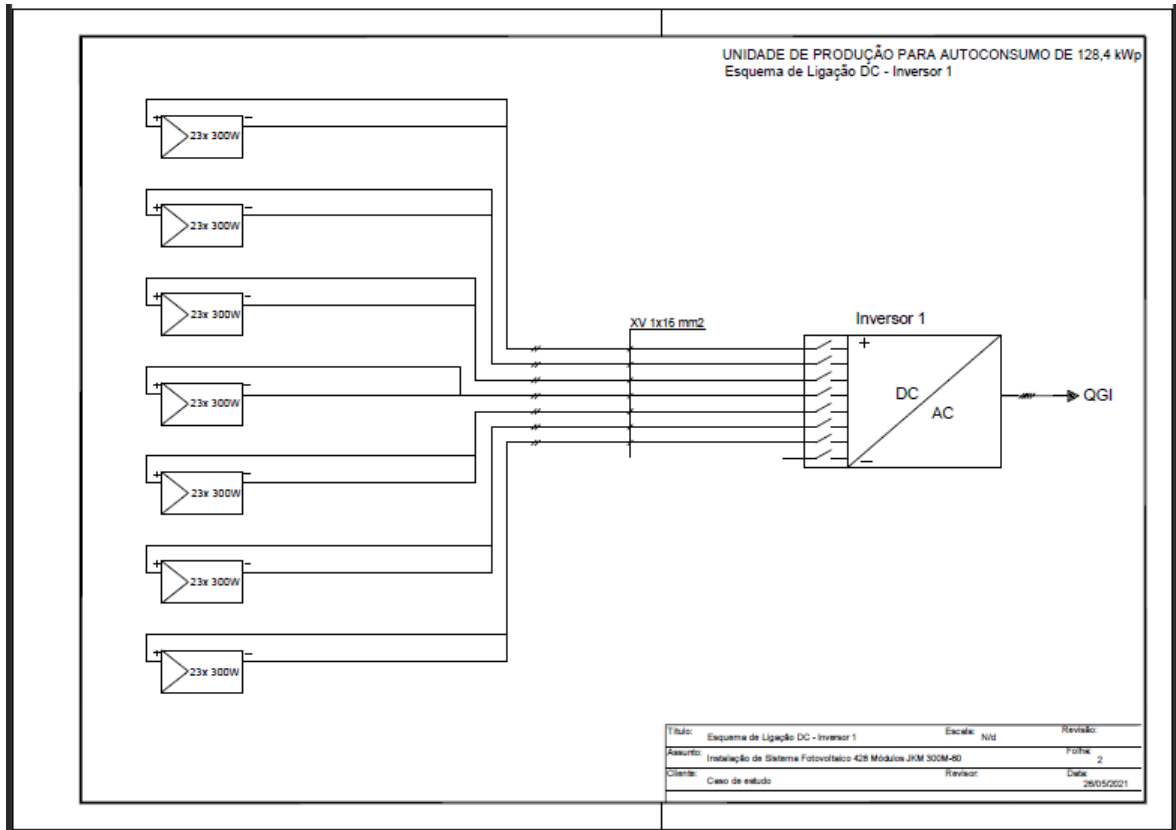 UNIDADE DE PRODUÇÃO PARA AUTOCONSUMO DE 128,4 kWp
Esquema de Ligação DC - Inversor 1
+ -
23x 300W
+ -
23x 300W
+ -
23x 300W
+ -
23x 300W
+ -
23x 300W
+ -
23x 300W
+ -
23x 300W
XV 1x16 mm2
Inversor 1
+
DC
AC
-
QGI
Título: Esquema de Ligação DC - Inversor 1 Escala: N/d Revisão:
Assunto: Instalação de Sistema Fotovoltaico 428 Módulos JKM 300M-60 Folha: 2
Cliente: Caso de estudo Revisor: Data: 28/05/2021